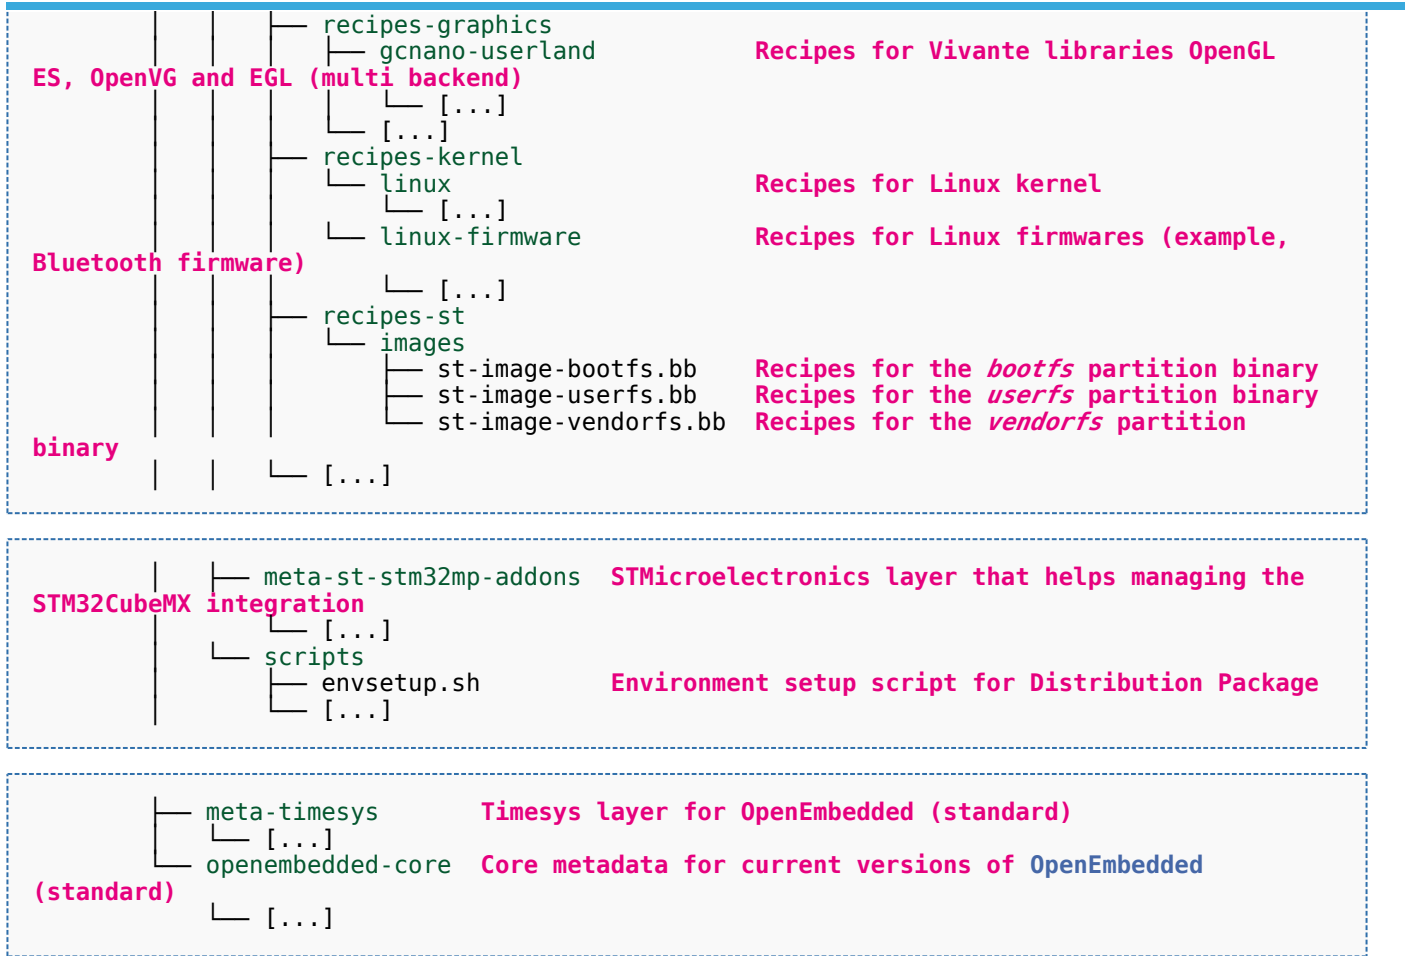 │ │ ├── recipes-graphics
│ │ │ ├── gcnano-userland Recipes for Vivante libraries OpenGL
ES, OpenVG and EGL (multi backend)
│ │ │ │ └── [...]
│ │ │ └── [...]
│ │ ├── recipes-kernel
│ │ │ └── linux Recipes for Linux kernel
│ │ │ └── [...]
│ │ │ └── linux-firmware Recipes for Linux firmwares (example,
Bluetooth firmware)
│ │ │ └── [...]
│ │ ├── recipes-st
│ │ │ └── images
│ │ │ ├── st-image-bootfs.bb Recipes for the bootfs partition binary
│ │ │ ├── st-image-userfs.bb Recipes for the userfs partition binary
│ │ │ └── st-image-vendorfs.bb Recipes for the vendorfs partition
binary
│ │ └── [...]
│ ├── meta-st-stm32mp-addons STMicroelectronics layer that helps managing the
STM32CubeMX integration
│ └── [...]
│ └── scripts
│ ├── envsetup.sh Environment setup script for Distribution Package
│ └── [...]
├── meta-timesys Timesys layer for OpenEmbedded (standard)
│ └── [...]
└── openembedded-core Core metadata for current versions of OpenEmbedded
(standard)
└── [...]